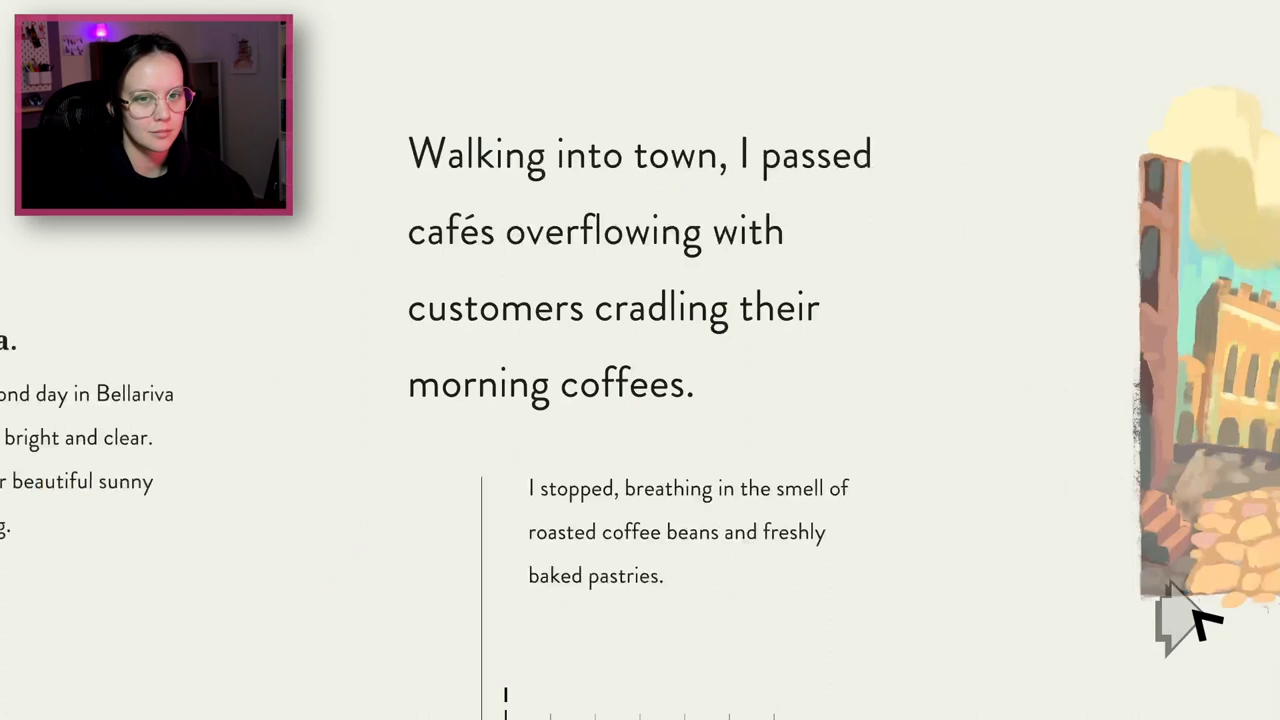 a.
ond day in Bellariva
bright and clear.
r beautiful sunny
g.
Walking into town, I passed
cafés overflowing with
customers cradling their
morning coffees.
I stopped, breathing in the smell of
roasted coffee beans and freshly
baked pastries.